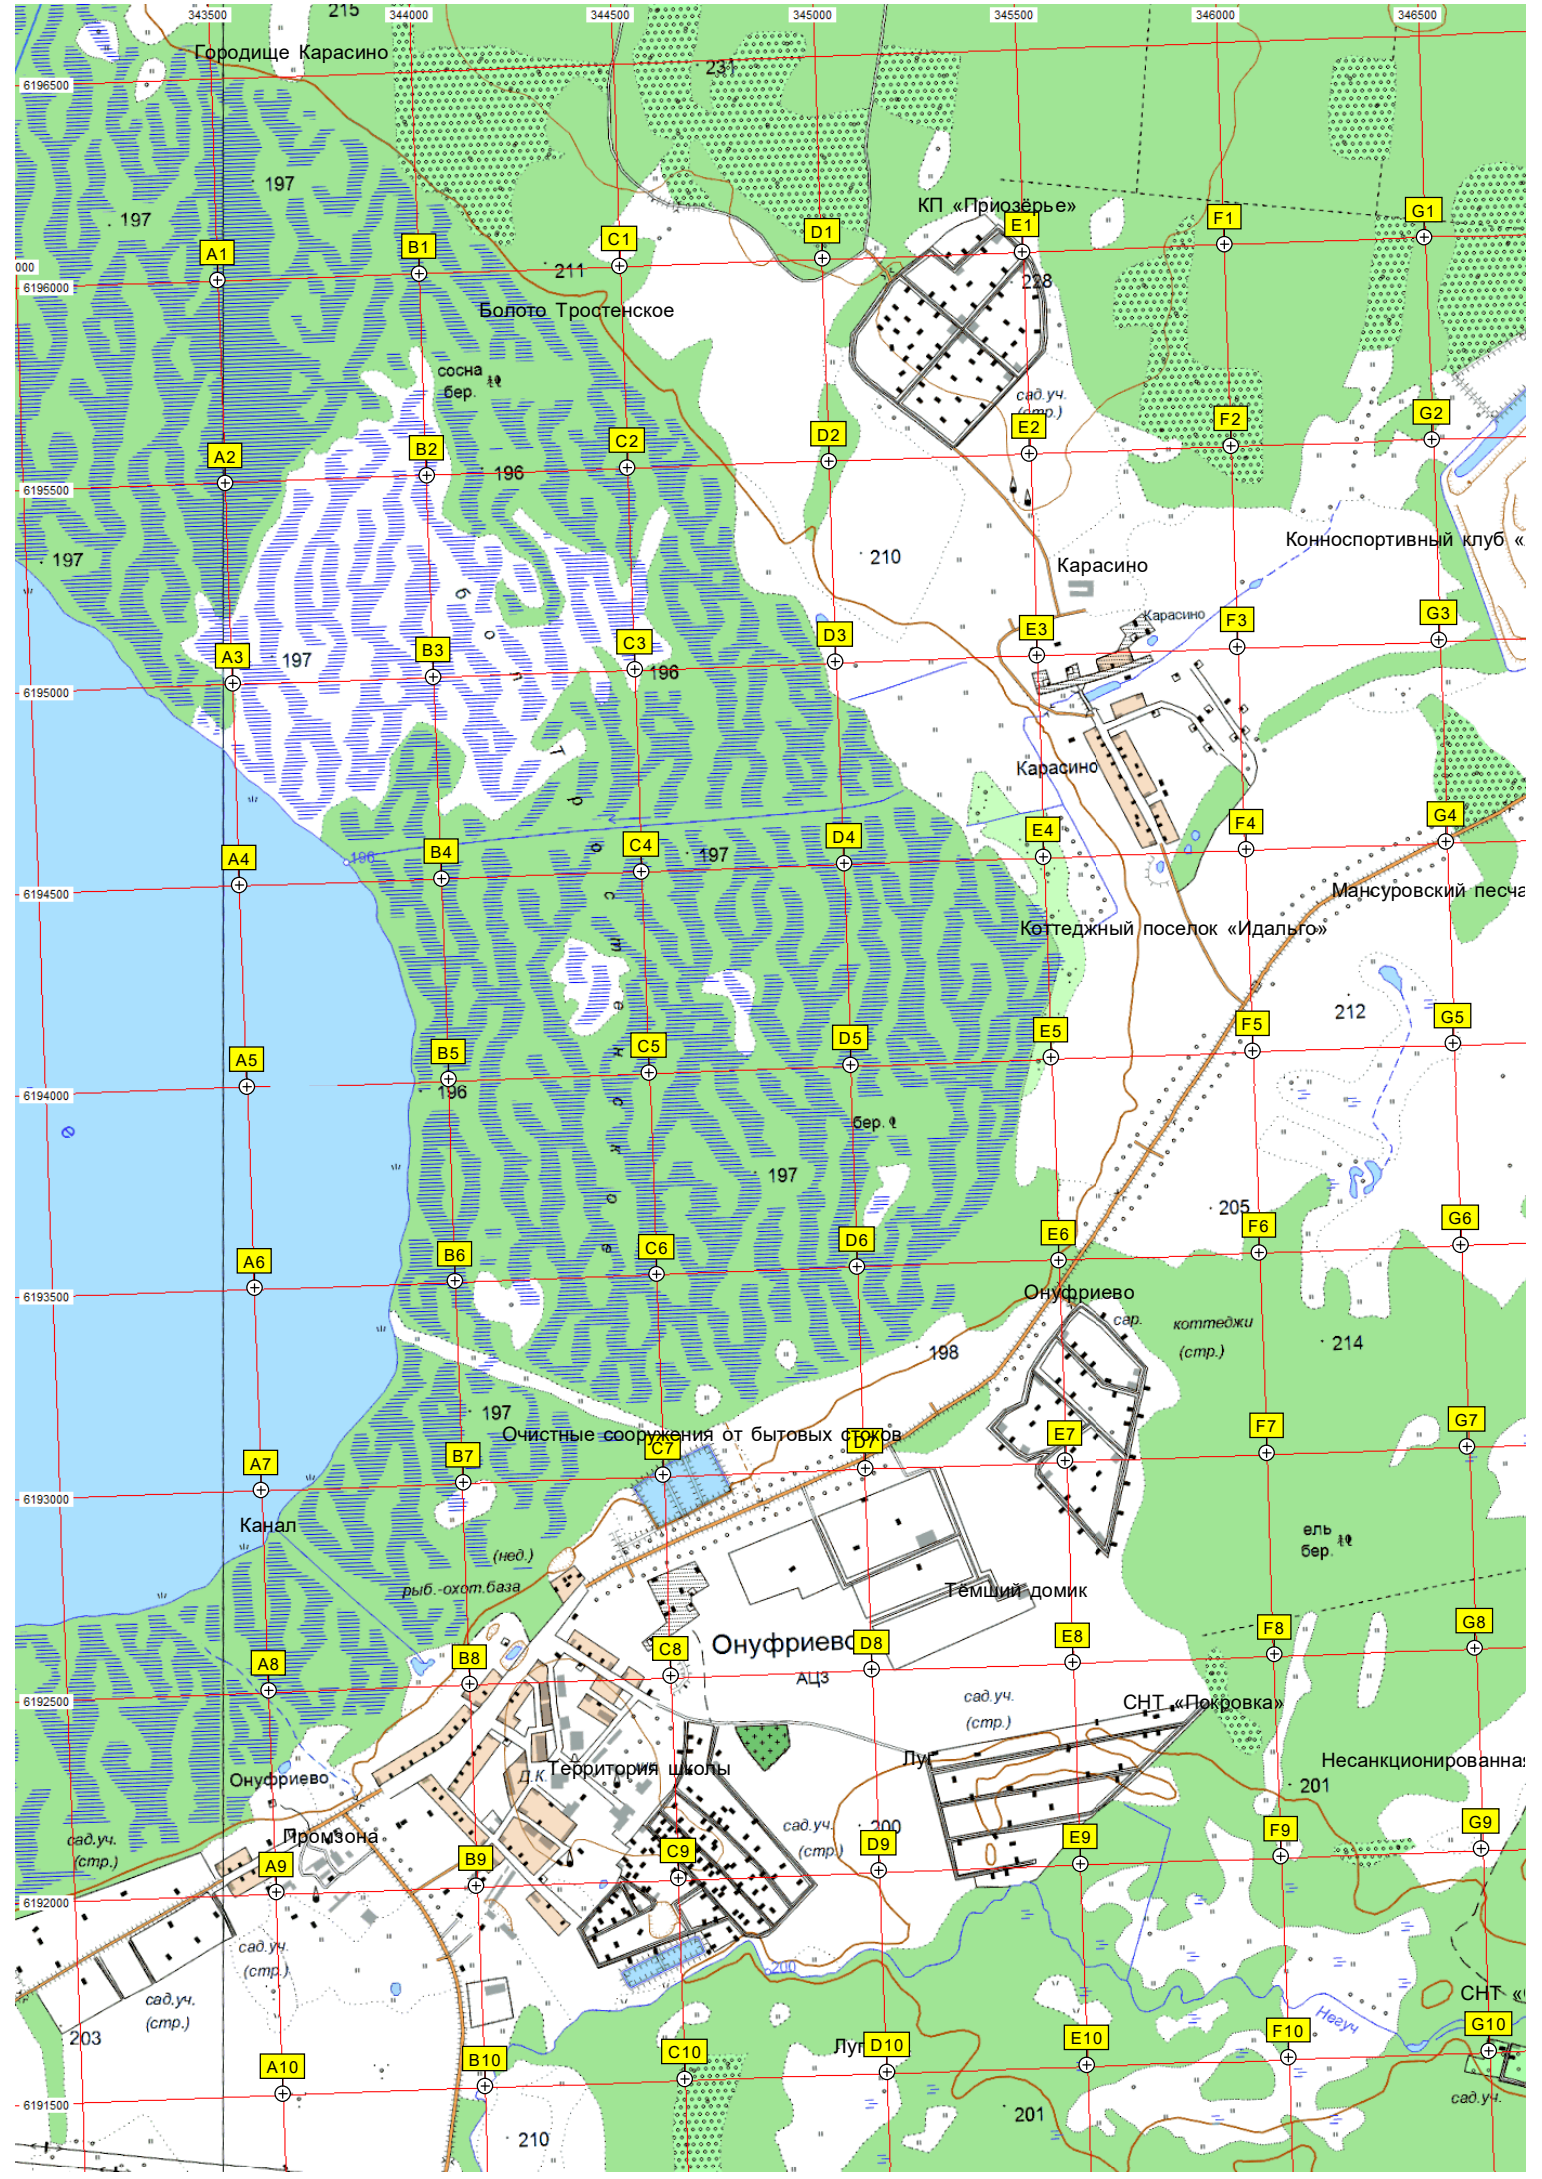 343500 344000 344500 345000 345500 346000 346500
215
Городище Карасино
231
6196500
197
197
КП «Приозёрье»
A1 B1 C1 D1 E1 F1 G1
000
6196000
211
228
Болото Тростенское
сосна
бер.
сад.уч.
(стр.)
A2 B2 C2 D2 E2 F2 G2
196
6195500
Конноспортивный клуб «
197
210
Карасино
б о л о т
Карасино
A3 B3 C3 D3 E3 F3 G3
197
196
6195000
Карасино
Т р о с т е н с к о е
A4 B4 C4 D4 E4 F4 G4
196
197
6194500
Мансуровский песча
Коттеджный поселок «Идальго»
212
A5 B5 C5 D5 E5 F5 G5
196
6194000
е
бер.
197
205
A6 B6 C6 D6 E6 F6 G6
6193500
Онуфриево
сар.
коттеджи
(стр.)
214
198
197
Очистные сооружения от бытовых стоков
A7 B7 C7 D7 E7 F7 G7
6193000
Канал
ель
бер.
(нед.)
рыб.-охот.база
Тёмший домик
Онуфриево
АЦЗ
A8 B8 C8 D8 E8 F8 G8
6192500
сад.уч.
(стр.)
СНТ «Покровка»
Луг
Несанкционированная
Территория школы
Д.К.
шк.
Онуфриево
201
200
сад.уч.
(стр.)
Промзона
сад.уч.
(стр.)
A9 B9 C9 D9 E9 F9 G9
6192000
сад.уч.
(стр.)
200
сад.уч.
(стр.)
СНТ «
Негуч
203
Луг
A10 B10 C10 D10 E10 F10 G10
6191500
сад.уч.
201
210